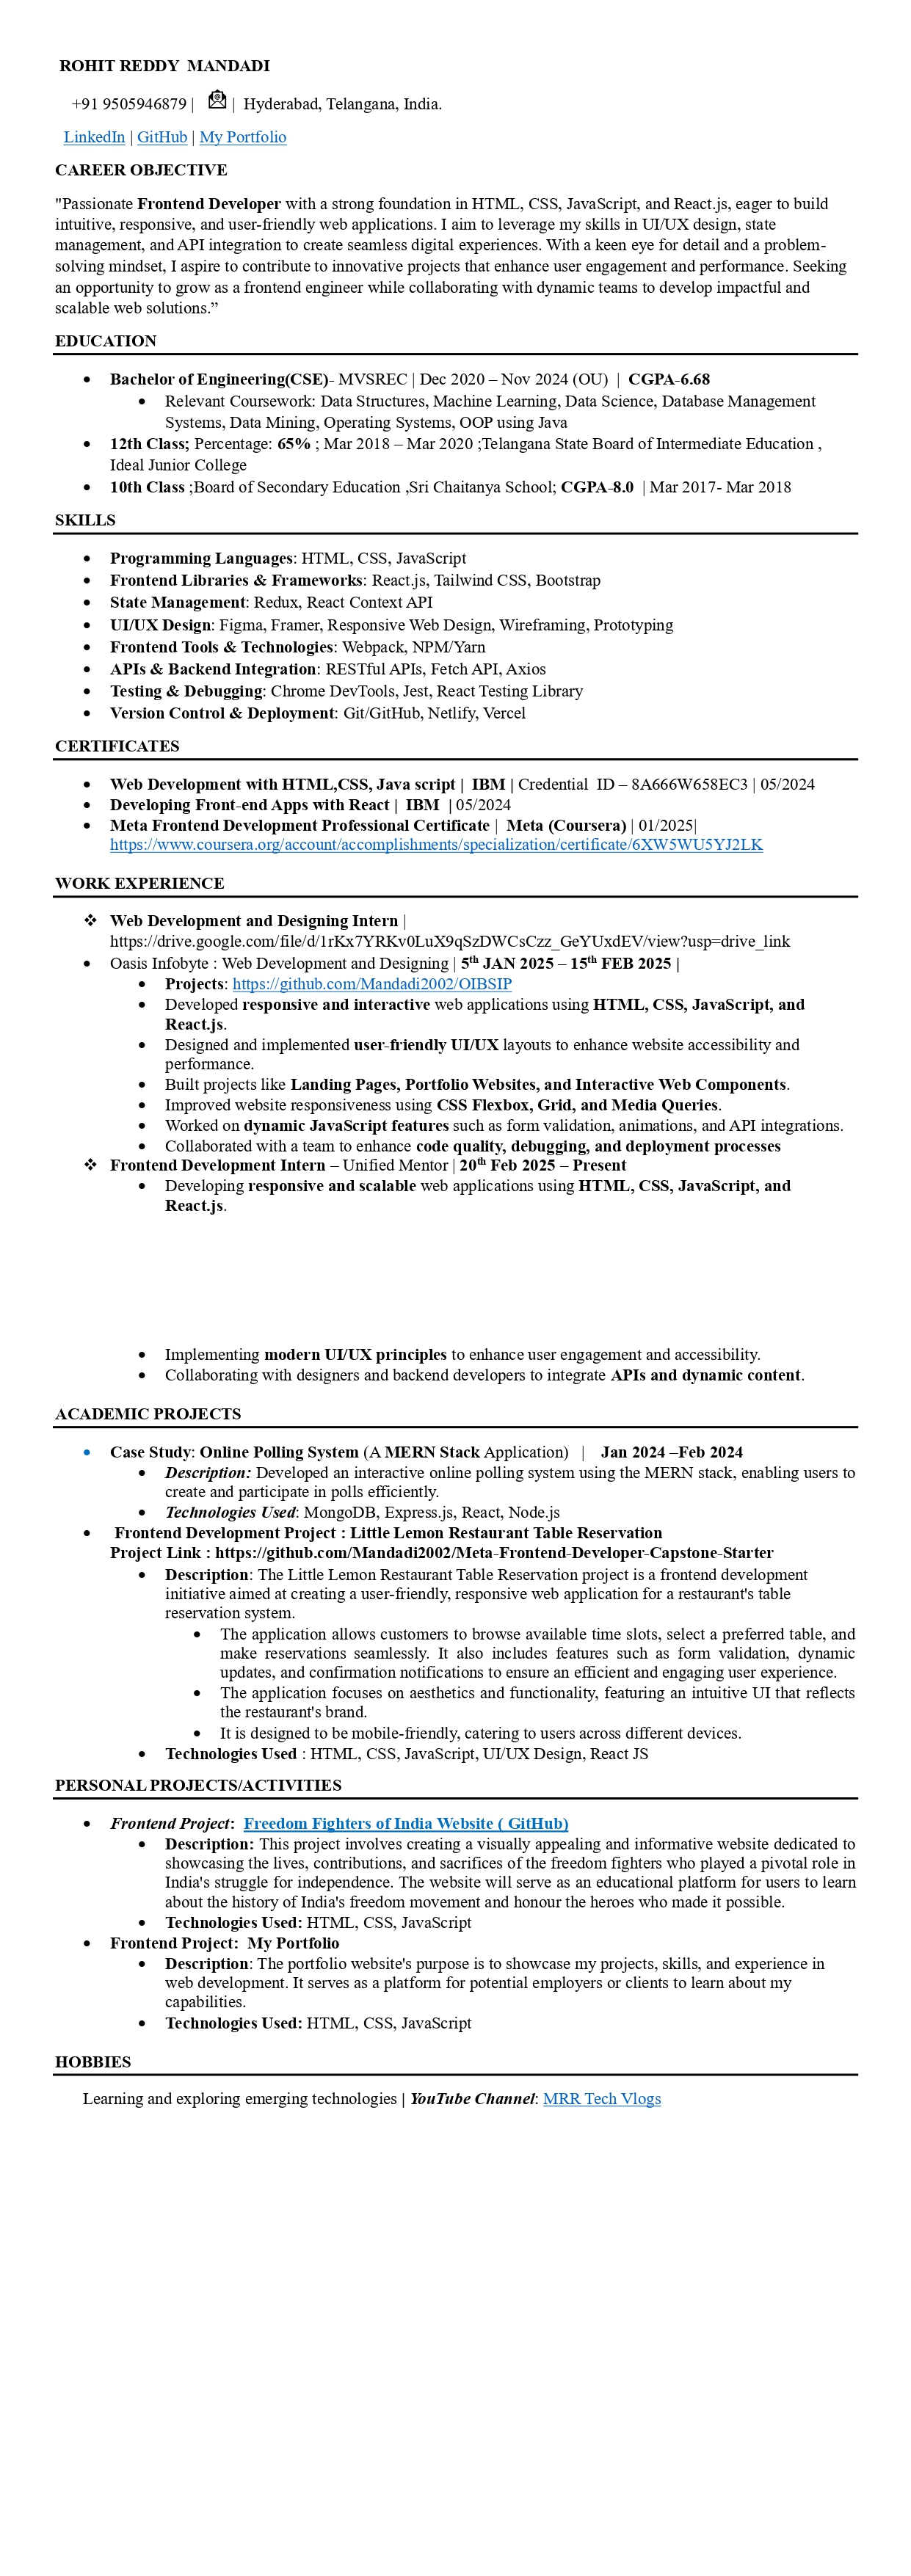 ROHIT REDDY  MANDADI
+91 9505946879 | | Hyderabad, Telangana, India.
LinkedIn | GitHub | My Portfolio
CAREER OBJECTIVE
"Passionate Frontend Developer with a strong foundation in HTML, CSS, JavaScript, and React.js, eager to build
intuitive, responsive, and user-friendly web applications. I aim to leverage my skills in UI/UX design, state
management, and API integration to create seamless digital experiences. With a keen eye for detail and a problem-
solving mindset, I aspire to contribute to innovative projects that enhance user engagement and performance. Seeking
an opportunity to grow as a frontend engineer while collaborating with dynamic teams to develop impactful and
scalable web solutions.”
EDUCATION
• Bachelor of Engineering(CSE)- MVSREC | Dec 2020 – Nov 2024 (OU) | CGPA-6.68
• Relevant Coursework: Data Structures, Machine Learning, Data Science, Database Management
Systems, Data Mining, Operating Systems, OOP using Java
• 12th Class; Percentage: 65% ; Mar 2018 – Mar 2020 ;Telangana State Board of Intermediate Education ,
Ideal Junior College
• 10th Class ;Board of Secondary Education ,Sri Chaitanya School; CGPA-8.0 | Mar 2017- Mar 2018
SKILLS
• Programming Languages: HTML, CSS, JavaScript
• Frontend Libraries & Frameworks: React.js, Tailwind CSS, Bootstrap
• State Management: Redux, React Context API
• UI/UX Design: Figma, Framer, Responsive Web Design, Wireframing, Prototyping
• Frontend Tools & Technologies: Webpack, NPM/Yarn
• APIs & Backend Integration: RESTful APIs, Fetch API, Axios
• Testing & Debugging: Chrome DevTools, Jest, React Testing Library
• Version Control & Deployment: Git/GitHub, Netlify, Vercel
CERTIFICATES
• Web Development with HTML,CSS, Java script | IBM | Credential ID – 8A666W658EC3 | 05/2024
• Developing Front-end Apps with React | IBM | 05/2024
• Meta Frontend Development Professional Certificate | Meta (Coursera) | 01/2025|
https://www.coursera.org/account/accomplishments/specialization/certificate/6XW5WU5YJ2LK
WORK EXPERIENCE
❖ Web Development and Designing Intern |
https://drive.google.com/file/d/1rKx7YRKv0LuX9qSzDWCsCzz_GeYUxdEV/view?usp=drive_link
• Oasis Infobyte : Web Development and Designing | 5th JAN 2025 – 15th FEB 2025 |
• Projects: https://github.com/Mandadi2002/OIBSIP
• Developed responsive and interactive web applications using HTML, CSS, JavaScript, and
React.js.
• Designed and implemented user-friendly UI/UX layouts to enhance website accessibility and
performance.
• Built projects like Landing Pages, Portfolio Websites, and Interactive Web Components.
• Improved website responsiveness using CSS Flexbox, Grid, and Media Queries.
• Worked on dynamic JavaScript features such as form validation, animations, and API integrations.
• Collaborated with a team to enhance code quality, debugging, and deployment processes
❖ Frontend Development Intern – Unified Mentor | 20th Feb 2025 – Present
• Developing responsive and scalable web applications using HTML, CSS, JavaScript, and
React.js.
• Implementing modern UI/UX principles to enhance user engagement and accessibility.
• Collaborating with designers and backend developers to integrate APIs and dynamic content.
ACADEMIC PROJECTS
• Case Study: Online Polling System (A MERN Stack Application) | Jan 2024 –Feb 2024
• Description: Developed an interactive online polling system using the MERN stack, enabling users to
create and participate in polls efficiently.
• Technologies Used: MongoDB, Express.js, React, Node.js
• Frontend Development Project : Little Lemon Restaurant Table Reservation
Project Link : https://github.com/Mandadi2002/Meta-Frontend-Developer-Capstone-Starter
• Description: The Little Lemon Restaurant Table Reservation project is a frontend development
initiative aimed at creating a user-friendly, responsive web application for a restaurant's table
reservation system.
• The application allows customers to browse available time slots, select a preferred table, and
make reservations seamlessly. It also includes features such as form validation, dynamic
updates, and confirmation notifications to ensure an efficient and engaging user experience.
• The application focuses on aesthetics and functionality, featuring an intuitive UI that reflects
the restaurant's brand.
• It is designed to be mobile-friendly, catering to users across different devices.
• Technologies Used : HTML, CSS, JavaScript, UI/UX Design, React JS
PERSONAL PROJECTS/ACTIVITIES
• Frontend Project: Freedom Fighters of India Website ( GitHub)
• Description: This project involves creating a visually appealing and informative website dedicated to
showcasing the lives, contributions, and sacrifices of the freedom fighters who played a pivotal role in
India's struggle for independence. The website will serve as an educational platform for users to learn
about the history of India's freedom movement and honour the heroes who made it possible.
• Technologies Used: HTML, CSS, JavaScript
• Frontend Project: My Portfolio
• Description: The portfolio website's purpose is to showcase my projects, skills, and experience in
web development. It serves as a platform for potential employers or clients to learn about my
capabilities.
• Technologies Used: HTML, CSS, JavaScript
HOBBIES
Learning and exploring emerging technologies | YouTube Channel: MRR Tech Vlogs